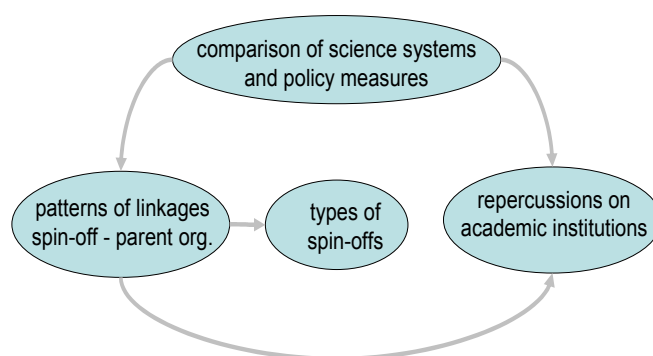 comparison of science systems
and policy measures
patterns of linkages
spin-off - parent org.
types of
spin-offs
repercussions on
academic institutions